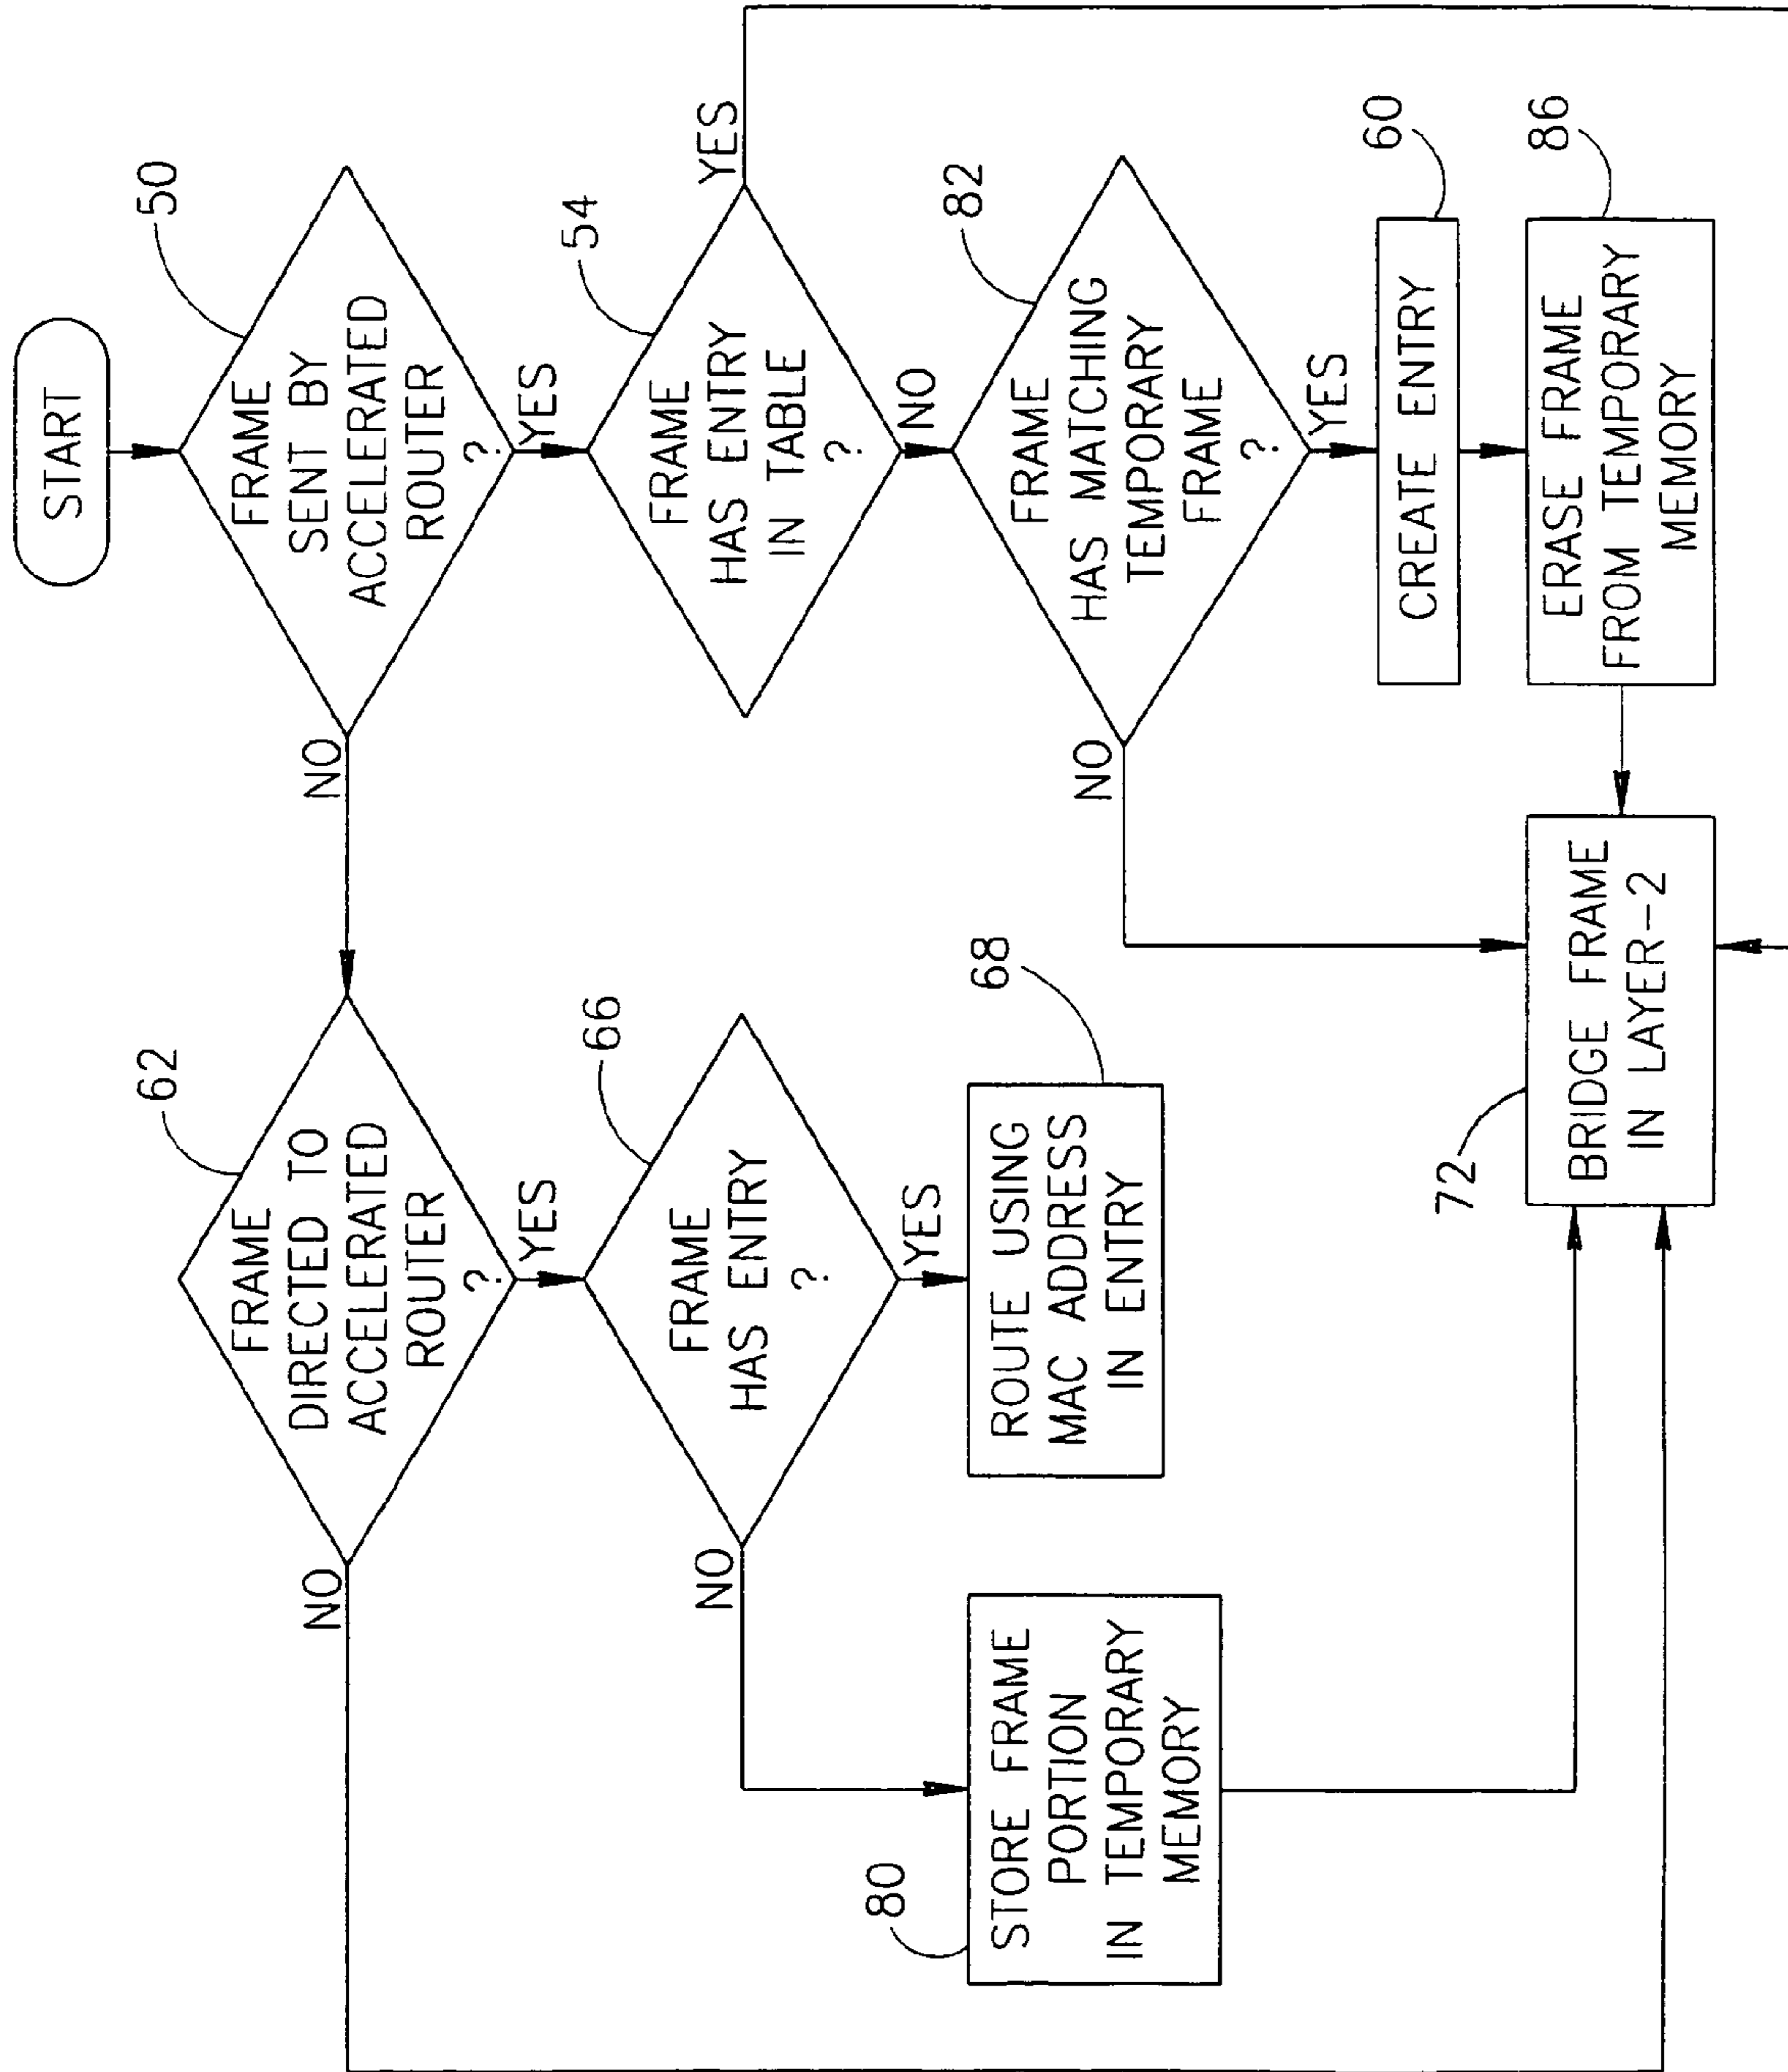 START
50
FRAME
SENT BY
ACCELERATED
ROUTER
?
NO
YES
62
FRAME
DIRECTED TO
ACCELERATED
ROUTER
?
NO
YES
54
FRAME
HAS ENTRY
IN TABLE
?
YES
NO
66
FRAME
HAS ENTRY
?
NO
YES
82
FRAME
HAS MATCHING
TEMPORARY
FRAME
?
NO
YES
80
STORE FRAME
PORTION
IN TEMPORARY
MEMORY
68
ROUTE USING
MAC ADDRESS
IN ENTRY
60
CREATE ENTRY
72
BRIDGE FRAME
IN LAYER-2
86
ERASE FRAME
FROM TEMPORARY
MEMORY